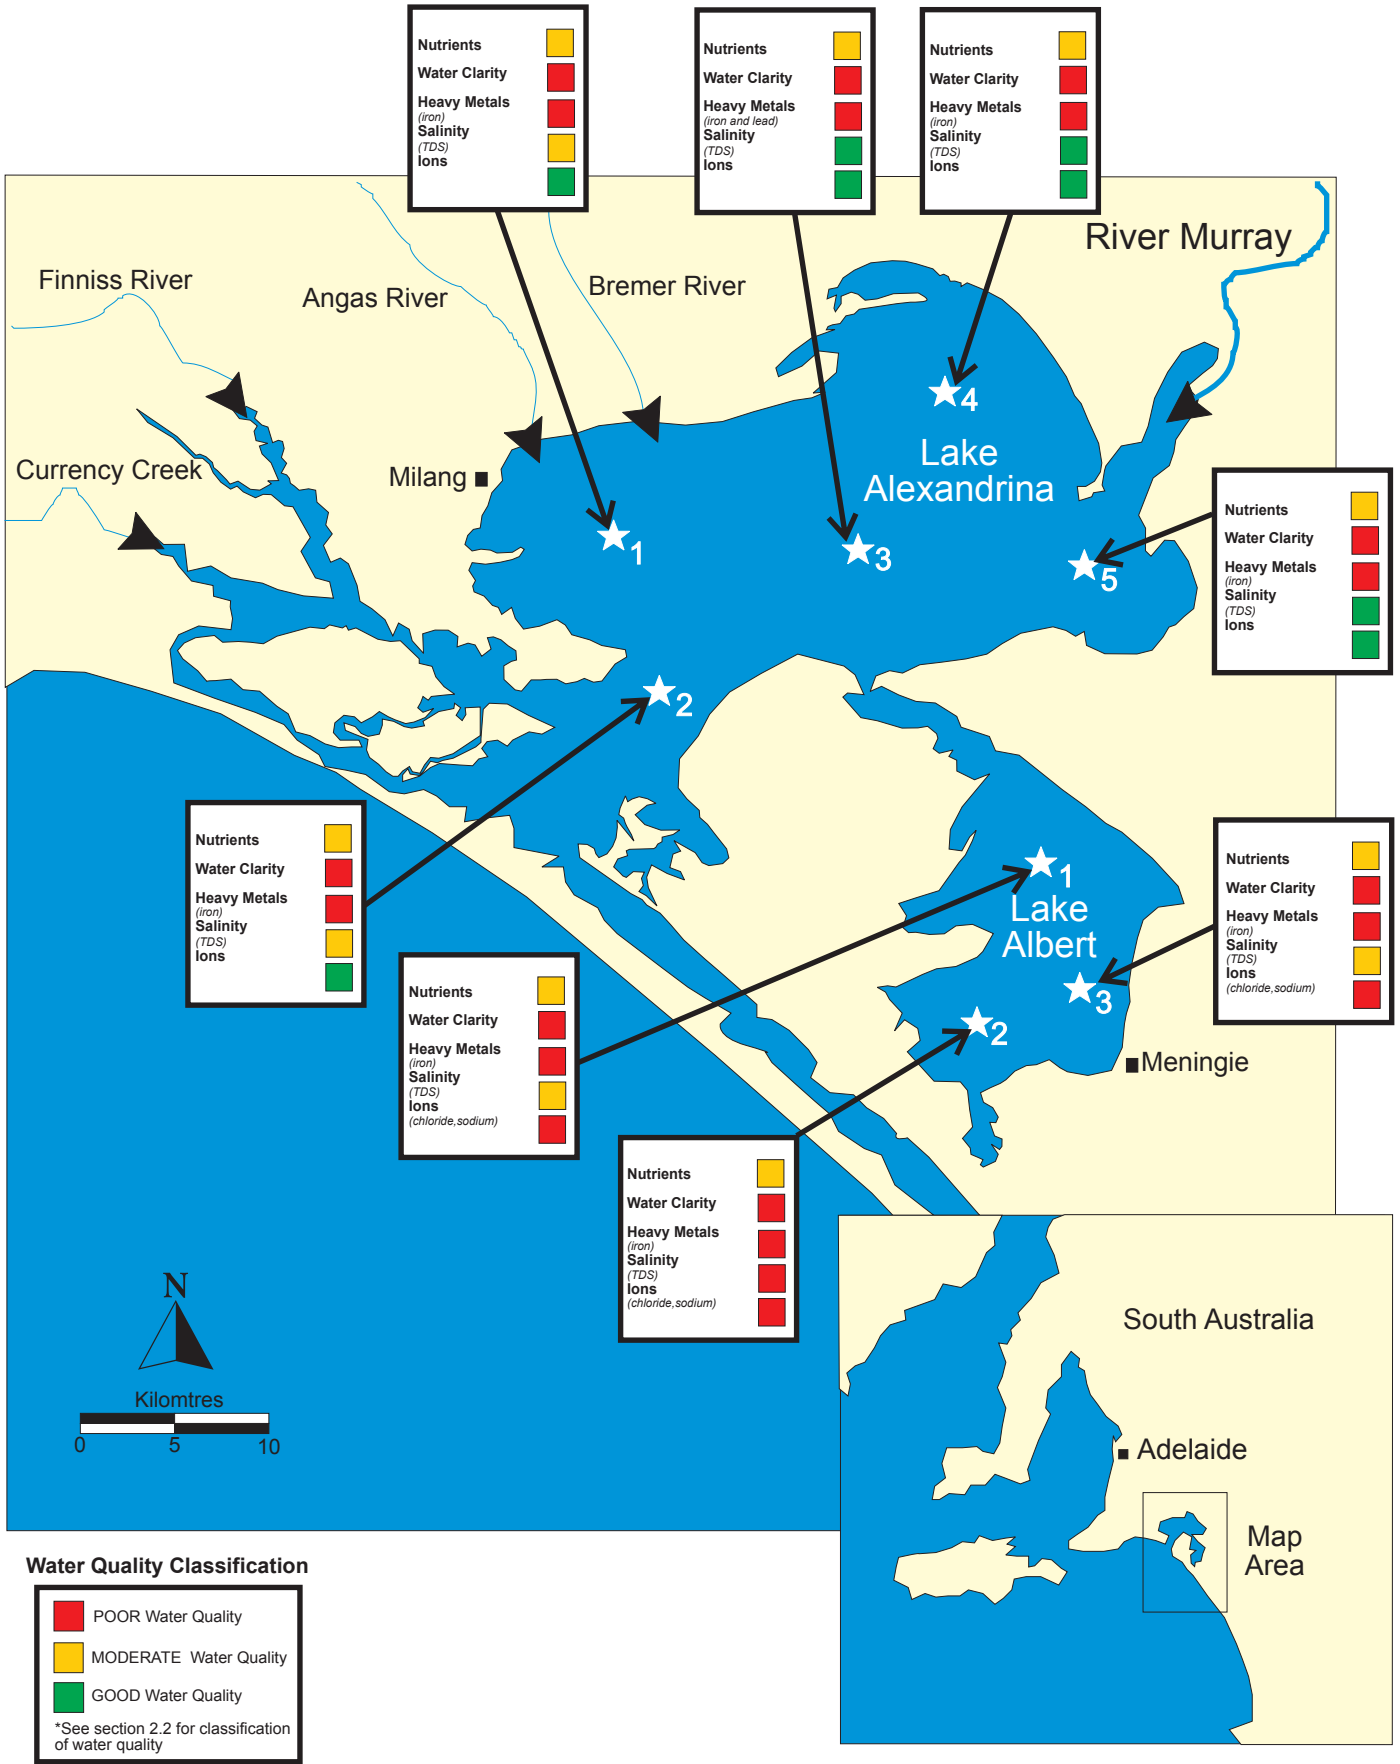 Nutrients
Water Clarity
Heavy Metals
(iron)
Salinity
(TDS)
Ions
Nutrients
Water Clarity
Heavy Metals
(iron and lead)
Salinity
(TDS)
Ions
Nutrients
Water Clarity
Heavy Metals
(iron)
Salinity
(TDS)
Ions
River Murray
Finniss River
Angas River
Bremer River
4
Lake
Alexandrina
Currency Creek
Milang
1
3
5
Nutrients
Water Clarity
Heavy Metals
(iron)
Salinity
(TDS)
Ions
2
Nutrients
Water Clarity
Heavy Metals
(iron)
Salinity
(TDS)
Ions
1
Lake
Albert
3
2
Meningie
Nutrients
Water Clarity
Heavy Metals
(iron)
Salinity
(TDS)
Ions
(chloride,sodium)
Nutrients
Water Clarity
Heavy Metals
(iron)
Salinity
(TDS)
Ions
(chloride,sodium)
Nutrients
Water Clarity
Heavy Metals
(iron)
Salinity
(TDS)
Ions
(chloride,sodium)
N
Kilomtres
0 5 10
South Australia
Adelaide
Map
Area
Water Quality Classification
POOR Water Quality
MODERATE Water Quality
GOOD Water Quality
*See section 2.2 for classification
of water quality